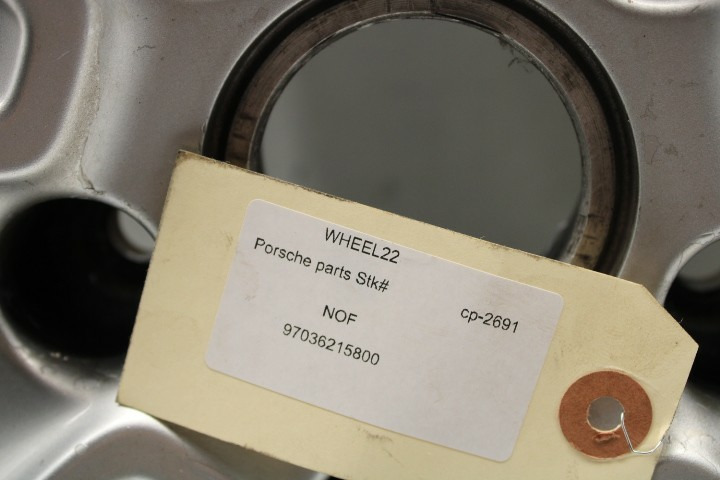 WHEEL22
Porsche parts Stk# cp-2691
NOF
97036215800